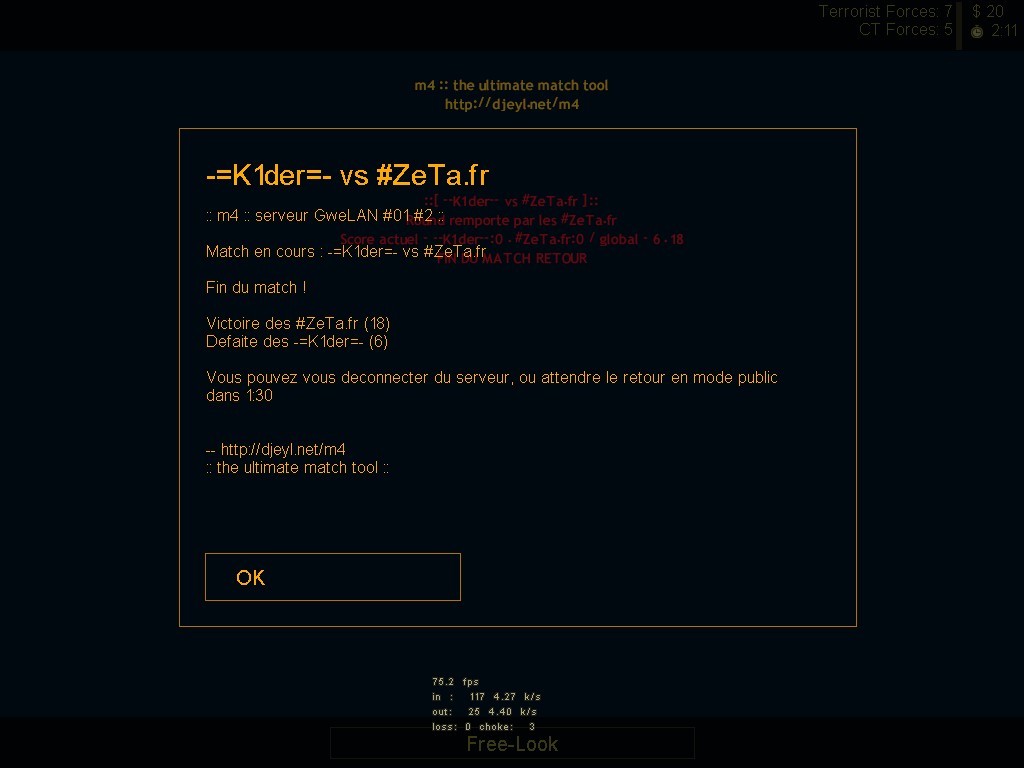 Terrorist Forces: 7
$ 20
CT Forces: 5
2:11
m4 :: the ultimate match tool
http://djeyl.net/m4
-=K1der=- vs #ZeTa.fr
::[ -=K1der=- vs #ZeTa.fr ]::
:: m4 :: serveur GweLAN #01.#2 ::
Round remporte par les #ZeTa.fr
Score actuel - -=K1der=-:0 . #ZeTa.fr:0 / global - 6 . 18
Match en cours : -=K1der=- vs #ZeTa.fr
FIN DU MATCH RETOUR
Fin du match !
Victoire des #ZeTa.fr (18)
Defaite des -=K1der=- (6)
Vous pouvez vous deconnecter du serveur, ou attendre le retour en mode public
dans 1:30
-- http://djeyl.net/m4
:: the ultimate match tool ::
OK
75.2 fps
in : 117 4.27 k/s
out: 25 4.40 k/s
loss: 0 choke: 3
Free-Look